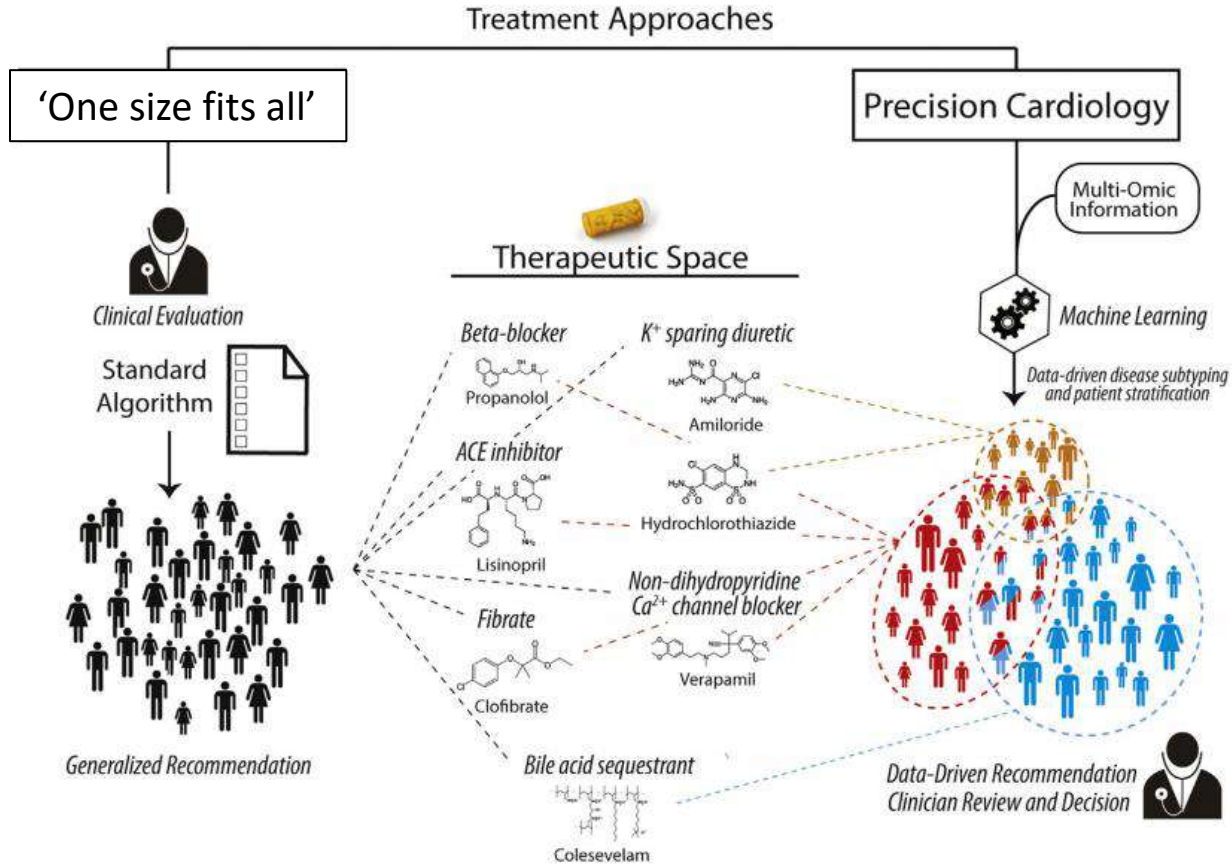 Treatment Approaches
‘One size fits all’
Clinical Evaluation
Standard
Algorithm
Generalized Recommendation
Therapeutic Space
Beta-blocker
Propanolol
K+ sparing diuretic
Amiloride
ACE inhibitor
Lisinopril
Hydrochlorothiazide
Fibrate
Clofibrate
Non-dihydropyridine
Ca2+ channel blocker
Verapamil
Bile acid sequestrant
Colesevelam
Precision Cardiology
Multi-Omic
Information
Machine Learning
Data-driven disease subtyping
and patient stratification
Data-Driven Recommendation
Clinician Review and Decision